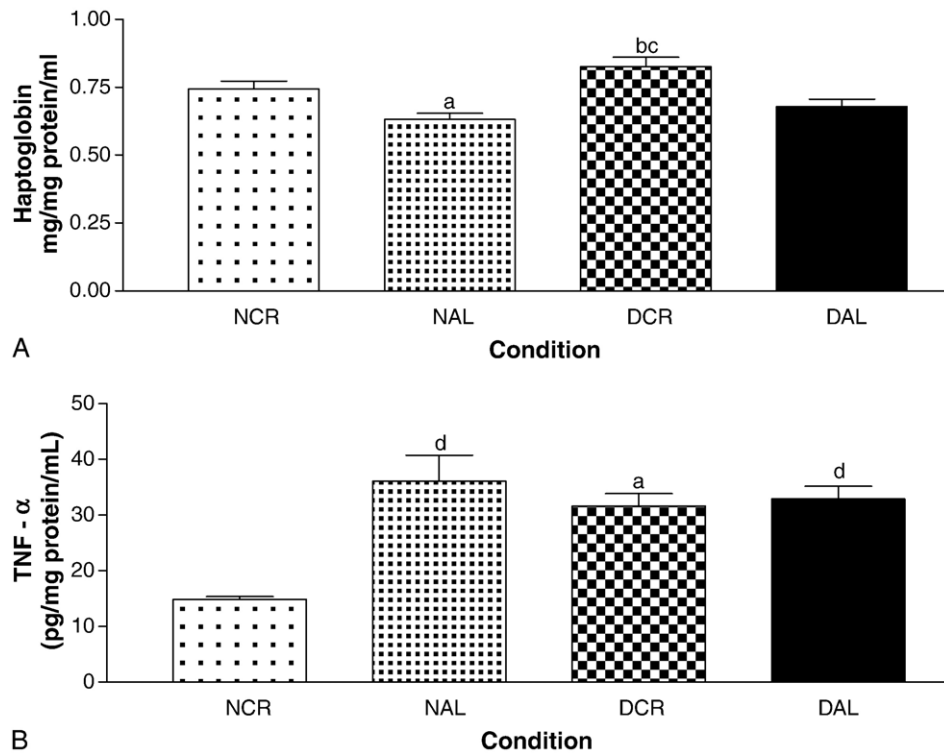 Haptoglobin
mg/mg protein/ml
1.00
0.75
0.50
0.25
0.00
a
bc
NCR NAL DCR DAL
A
Condition
TNF - α
(pg/mg protein/mL)
50
40
30
20
10
0
d
a
d
NCR NAL DCR DAL
B
Condition